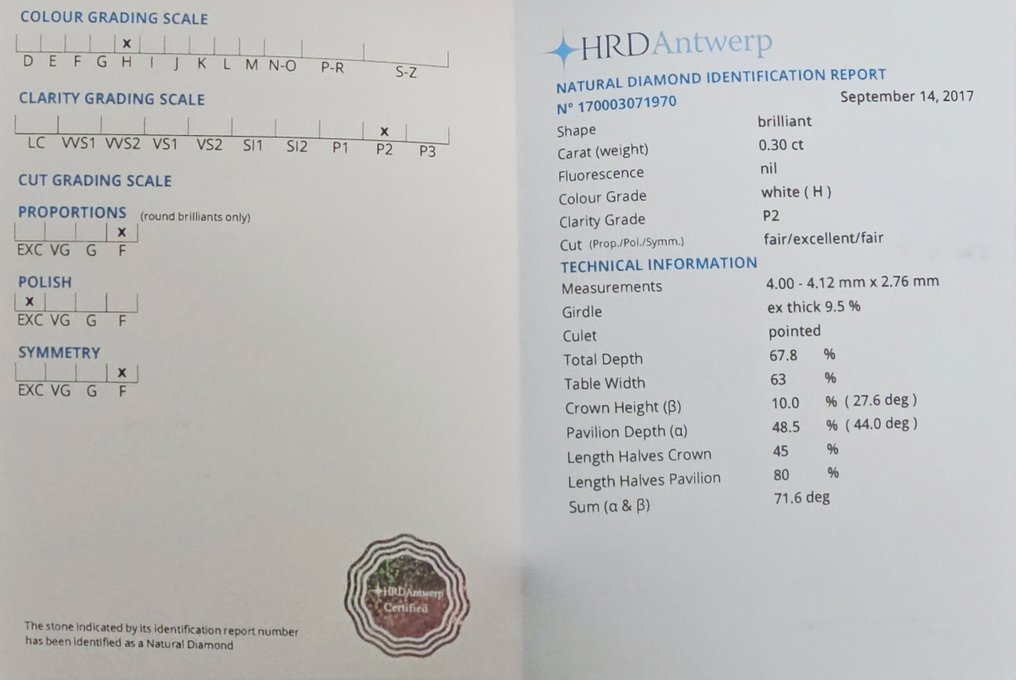 COLOUR GRADING SCALE
x
D E F G H I J K L M N-O P-R S-Z
CLARITY GRADING SCALE
x
LC VVS1 VVS2 VS1 VS2 SI1 SI2 P1 P2 P3
CUT GRADING SCALE
PROPORTIONS (round brilliants only)
x
EXC VG G F
POLISH
x
EXC VG G F
SYMMETRY
x
EXC VG G F
The stone indicated by its identification report number
has been identified as a Natural Diamond
HRDAntwerp
Certified
HRDAntwerp
NATURAL DIAMOND IDENTIFICATION REPORT
N° 170003071970 September 14, 2017
Shape brilliant
Carat (weight) 0.30 ct
Fluorescence nil
Colour Grade white ( H )
Clarity Grade P2
Cut (Prop./Pol./Symm.) fair/excellent/fair
TECHNICAL INFORMATION
Measurements 4.00 - 4.12 mm x 2.76 mm
Girdle ex thick 9.5 %
Culet pointed
Total Depth 67.8 %
Table Width 63 %
Crown Height (β) 10.0 % ( 27.6 deg )
Pavilion Depth (α) 48.5 % ( 44.0 deg )
Length Halves Crown 45 %
Length Halves Pavilion 80 %
Sum (α & β) 71.6 deg